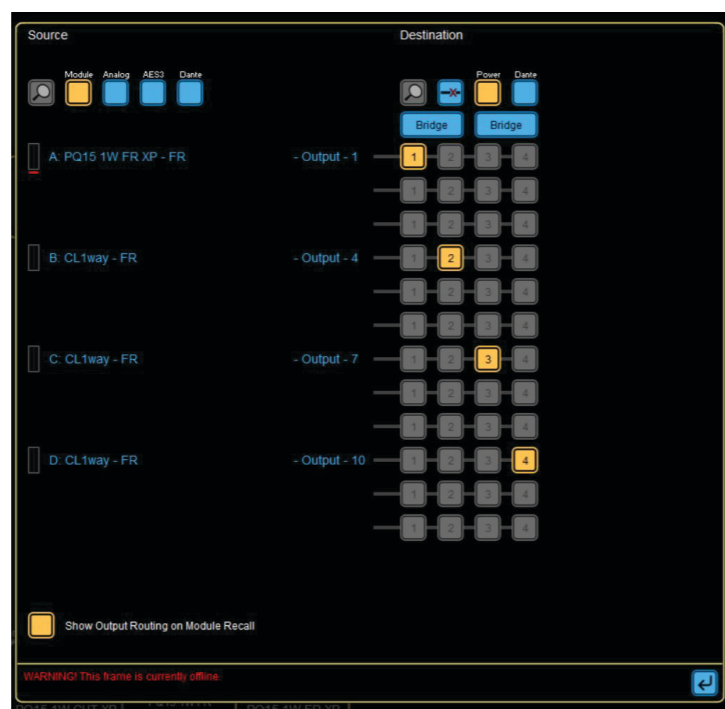 Source Destination
Module Analog AES3 Dante Power Dante
Bridge Bridge
A: PQ15 1W FR XP - FR - Output - 1 1 2 3 4
1 2 3 4
1 2 3 4
B: CL1way - FR - Output - 4 1 2 3 4
1 2 3 4
1 2 3 4
C: CL1way - FR - Output - 7 1 2 3 4
1 2 3 4
1 2 3 4
D: CL1way - FR - Output - 10 1 2 3 4
1 2 3 4
1 2 3 4
Show Output Routing on Module Recall
WARNING! This frame is currently offline